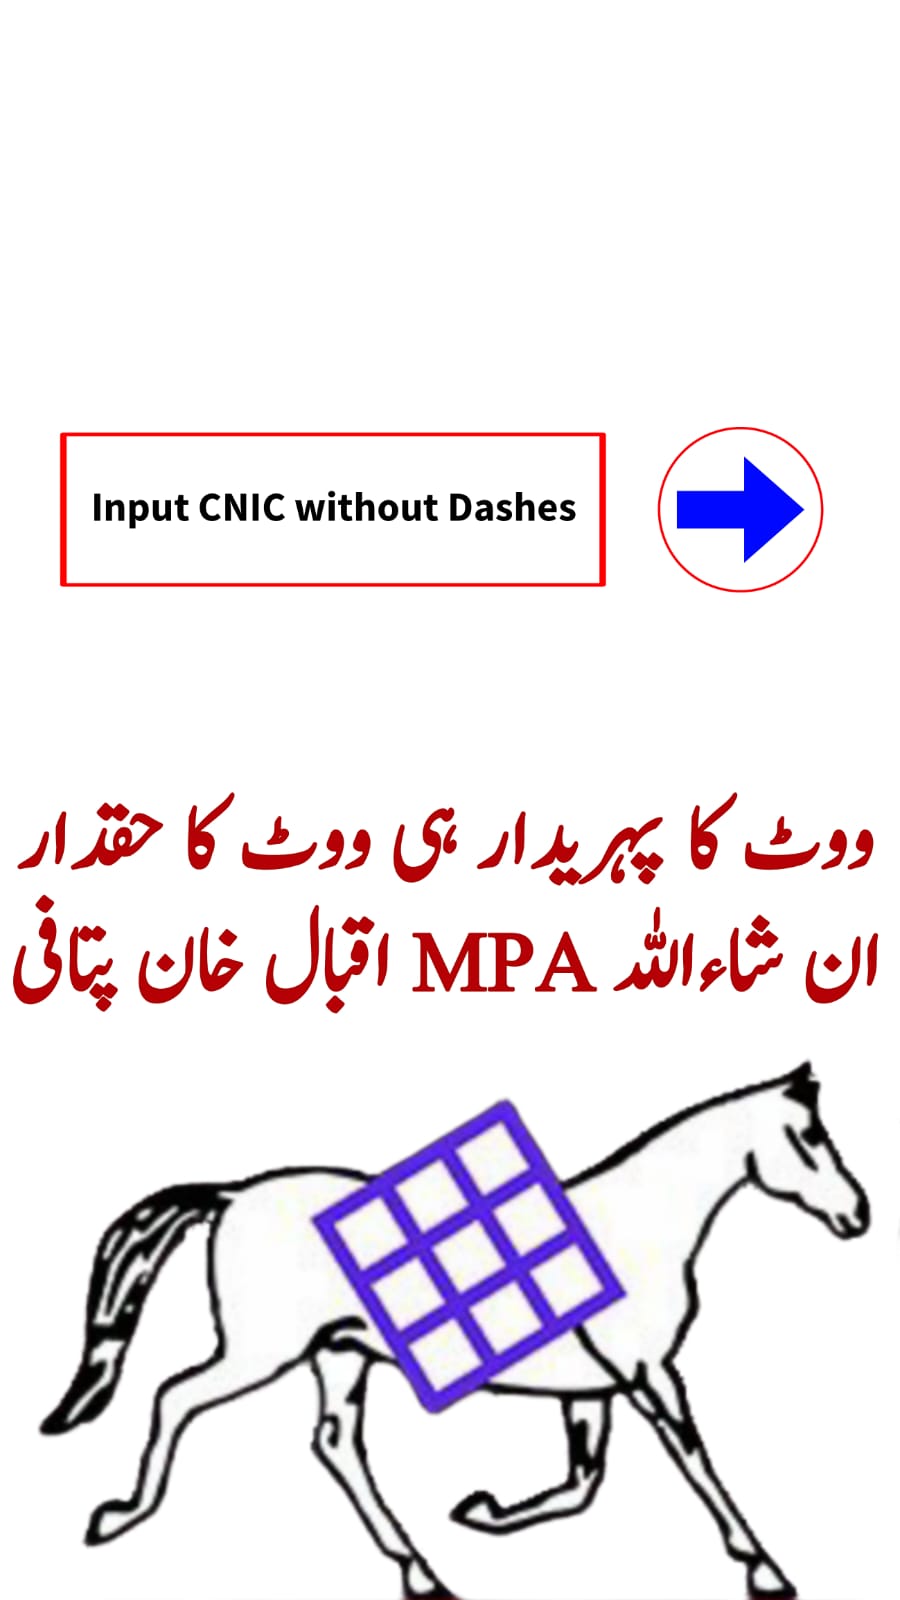 Input CNIC without Dashes
ووٹ کا پہریدار ہی ووٹ کا حقدار
ان شاءاللہ MPA اقبال خان پتافی